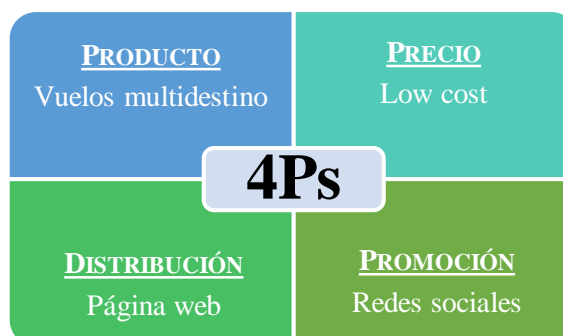 PRODUCTO
Vuelos multidestino
PRECIO
Low cost
4Ps
DISTRIBUCIÓN
Página web
PROMOCIÓN
Redes sociales